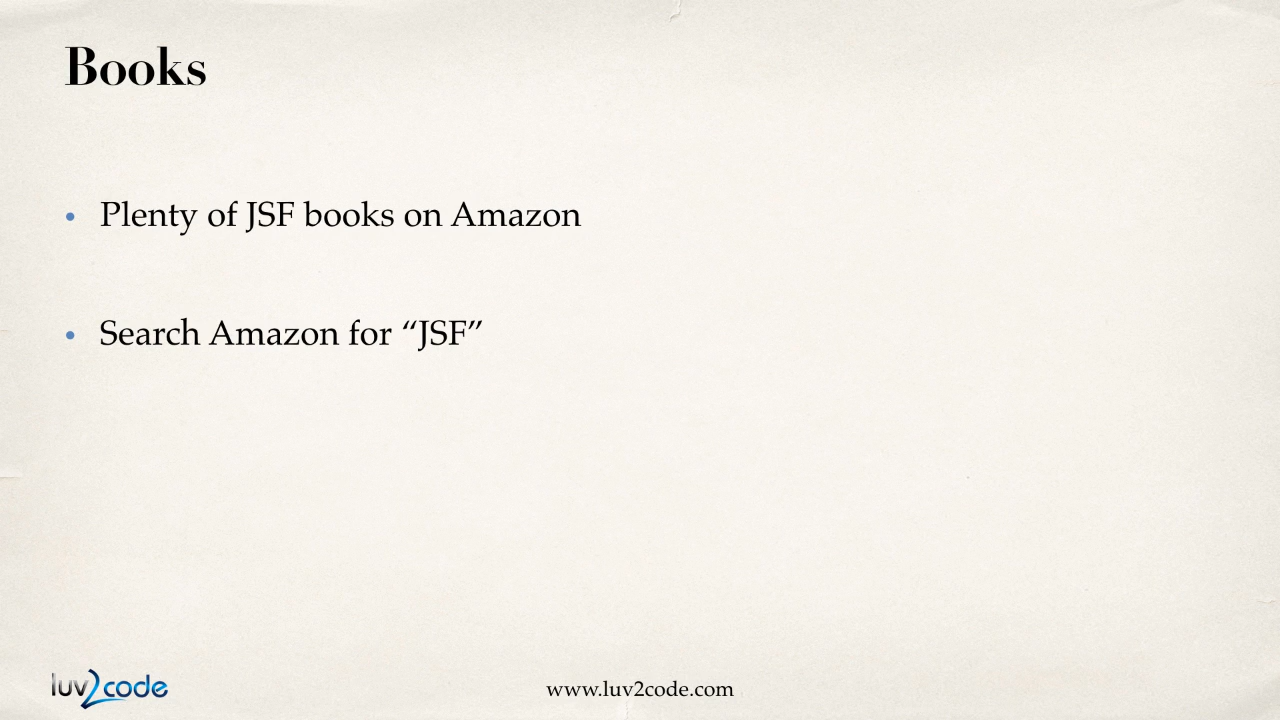 Books
• Plenty of JSF books on Amazon
• Search Amazon for “JSF”
luv2code
www.luv2code.com